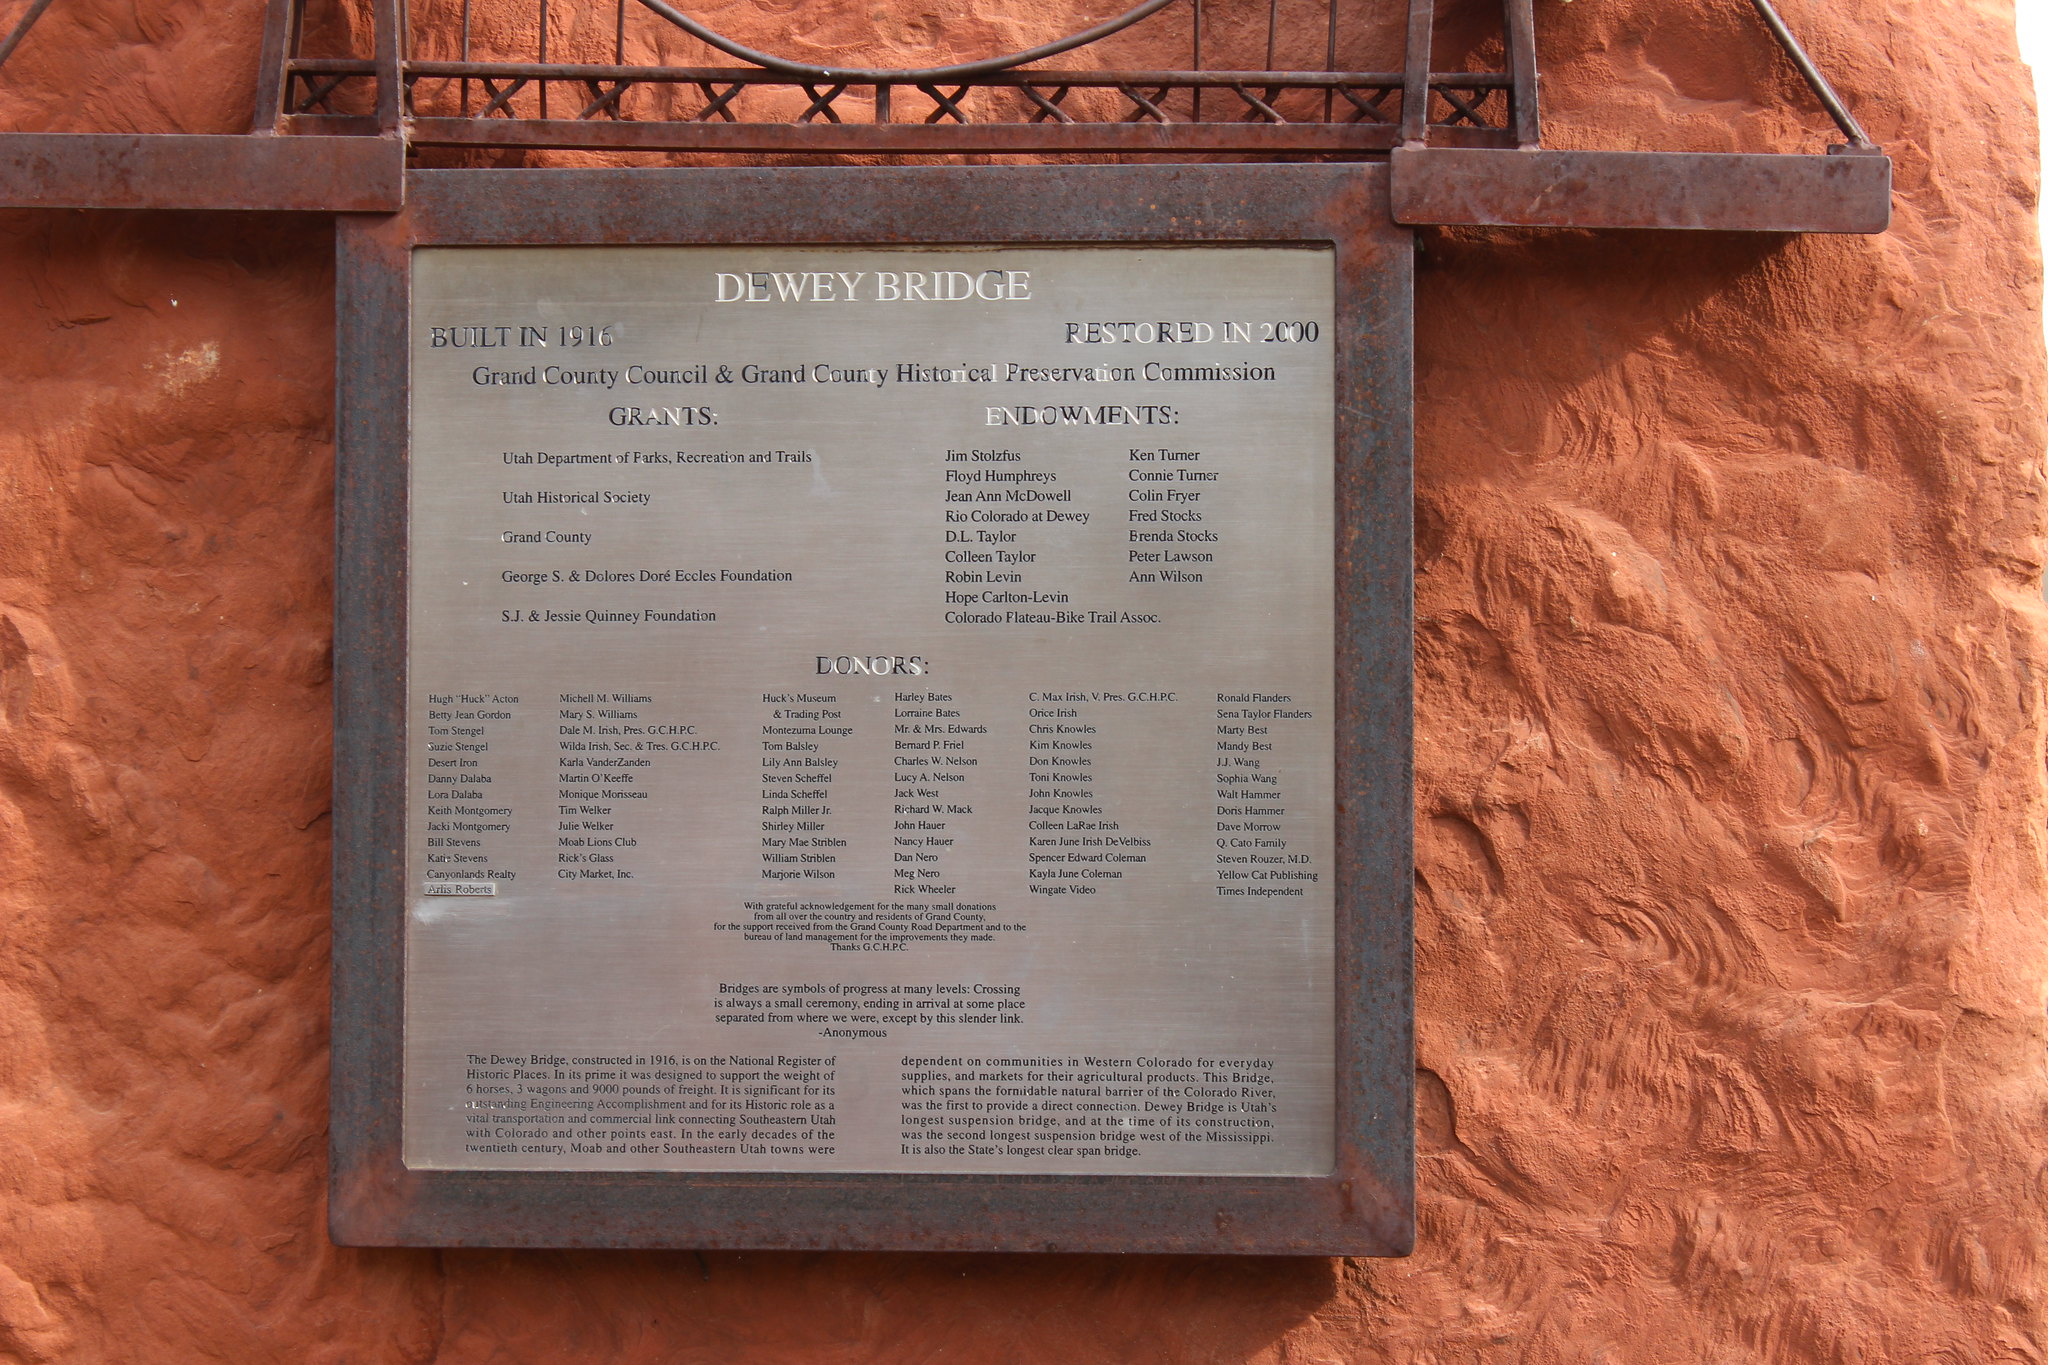 DEWEY BRIDGE
BUILT IN 1916
RESTORED IN 2000
Grand County Council & Grand County Historical Preservation Commission
GRANTS:
Utah Department of Parks, Recreation and Trails
Utah Historical Society
Grand County
George S. & Dolores Doré Eccles Foundation
S.J. & Jessie Quinney Foundation
ENDOWMENTS:
Jim Stolzfus
Floyd Humphreys
Jean Ann McDowell
Rio Colorado at Dewey
D.L. Taylor
Colleen Taylor
Robin Levin
Hope Carlton-Levin
Colorado Plateau-Bike Trail Assoc.
Ken Turner
Connie Turner
Colin Fryer
Fred Stocks
Brenda Stocks
Peter Lawson
Ann Wilson
DONORS:
Hugh "Huck" Acton
Betty Jean Gordon
Tom Stengel
Suzie Stengel
Desert Iron
Danny Dalaba
Lora Dalaba
Keith Montgomery
Jacki Montgomery
Bill Stevens
Katie Stevens
Canyonlands Realty
Arlis Roberts
Michell M. Williams
Mary S. Williams
Dale M. Irish, Pres. G.C.H.P.C.
Wilda Irish, Sec. & Tres. G.C.H.P.C.
Karla VanderZanden
Martin O'Keeffe
Monique Morisseau
Tim Welker
Julie Welker
Moab Lions Club
Rick's Glass
City Market, Inc.
Huck's Museum
& Trading Post
Montezuma Lounge
Tom Balsley
Lily Ann Balsley
Steven Scheffel
Linda Scheffel
Ralph Miller Jr.
Shirley Miller
Mary Mae Striblen
William Striblen
Marjorie Wilson
Harley Bates
Lorraine Bates
Mr. & Mrs. Edwards
Bernard P. Friel
Charles W. Nelson
Lucy A. Nelson
Jack West
Richard W. Mack
John Hauer
Nancy Hauer
Dan Nero
Meg Nero
Rick Wheeler
C. Max Irish, V. Pres. G.C.H.P.C.
Orice Irish
Chris Knowles
Kim Knowles
Don Knowles
Toni Knowles
John Knowles
Jacque Knowles
Colleen LaRae Irish
Karen June Irish DeVelbiss
Spencer Edward Coleman
Kayla June Coleman
Wingate Video
Ronald Flanders
Sena Taylor Flanders
Marty Best
Mandy Best
J.J. Wang
Sophia Wang
Walt Hammer
Doris Hammer
Dave Morrow
Q. Cato Family
Steven Rouzer, M.D.
Yellow Cat Publishing
Times Independent
With grateful acknowledgement for the many small donations
from all over the country and residents of Grand County,
for the support received from the Grand County Road Department and to the
bureau of land management for the improvements they made.
Thanks G.C.H.P.C.
Bridges are symbols of progress at many levels: Crossing
is always a small ceremony, ending in arrival at some place
separated from where we were, except by this slender link.
-Anonymous
The Dewey Bridge, constructed in 1916, is on the National Register of
Historic Places. In its prime it was designed to support the weight of
6 horses, 3 wagons and 9000 pounds of freight. It is significant for its
outstanding Engineering Accomplishment and for its Historic role as a
vital transportation and commercial link connecting Southeastern Utah
with Colorado and other points east. In the early decades of the
twentieth century, Moab and other Southeastern Utah towns were
dependent on communities in Western Colorado for everyday
supplies, and markets for their agricultural products. This Bridge,
which spans the formidable natural barrier of the Colorado River,
was the first to provide a direct connection. Dewey Bridge is Utah's
longest suspension bridge, and at the time of its construction,
was the second longest suspension bridge west of the Mississippi.
It is also the State's longest clear span bridge.